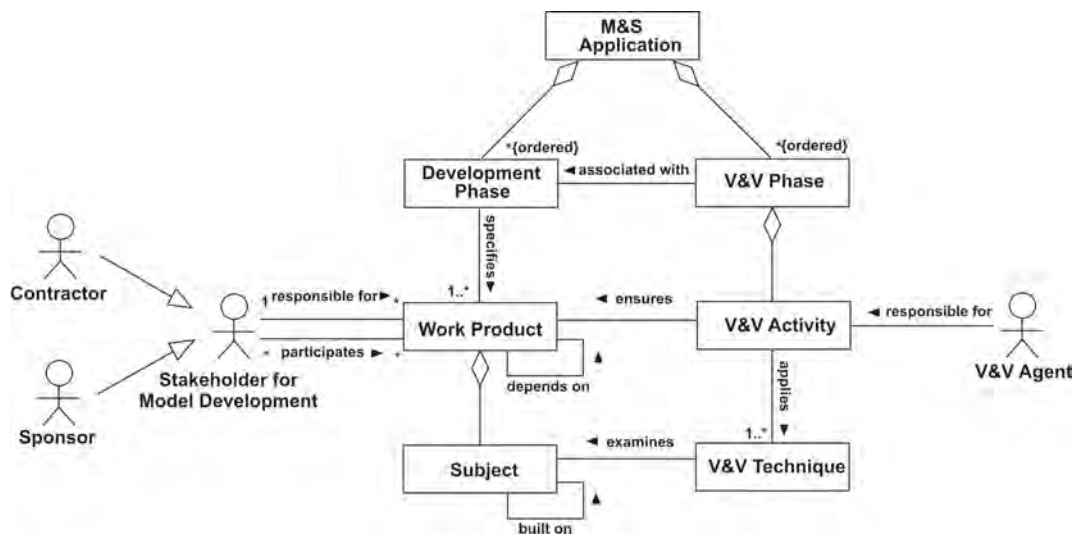 M&S
Application
*{ordered}
*{ordered}
Development
Phase
associated with
V&V Phase
specifies
Contractor
1..*
1
responsible for
*
Work Product
ensures
V&V Activity
responsible for
V&V Agent
*
participates
*
depends on
Stakeholder for
Model Development
Sponsor
applies
1..*
Subject
examines
V&V Technique
built on